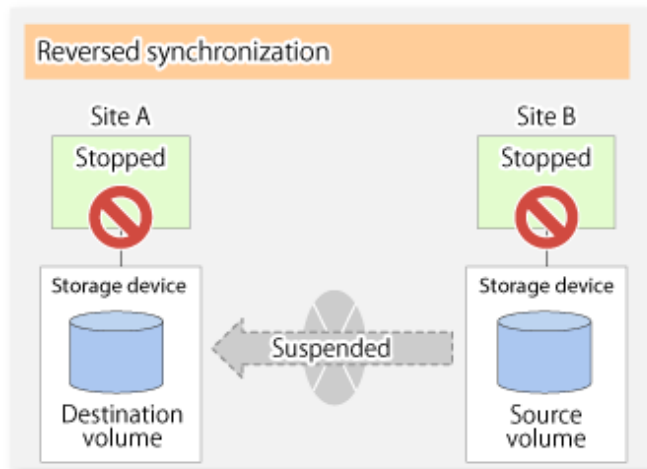 Reversed synchronization
Site A
Site B
Stopped
Stopped
Storage device
Storage device
Suspended
Destination
volume
Source
volume